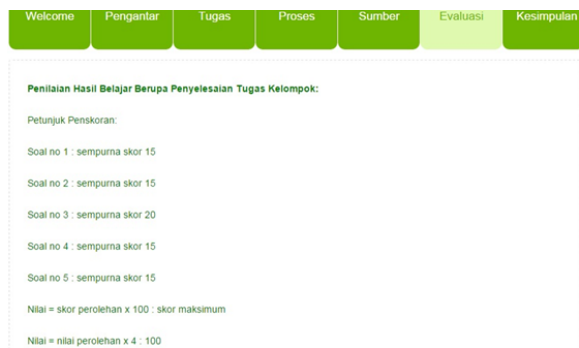 Welcome Pengantar Tugas Proses Sumber Evaluasi Kesimpulan
Penilaian Hasil Belajar Berupa Penyelesaian Tugas Kelompok:
Petunjuk Penskoran:
Soal no 1 : sempurna skor 15
Soal no 2 : sempurna skor 15
Soal no 3 : sempurna skor 20
Soal no 4 : sempurna skor 15
Soal no 5 : sempurna skor 15
Nilai = skor perolehan x 100 : skor maksimum
Nilai = nilai perolehan x 4 : 100